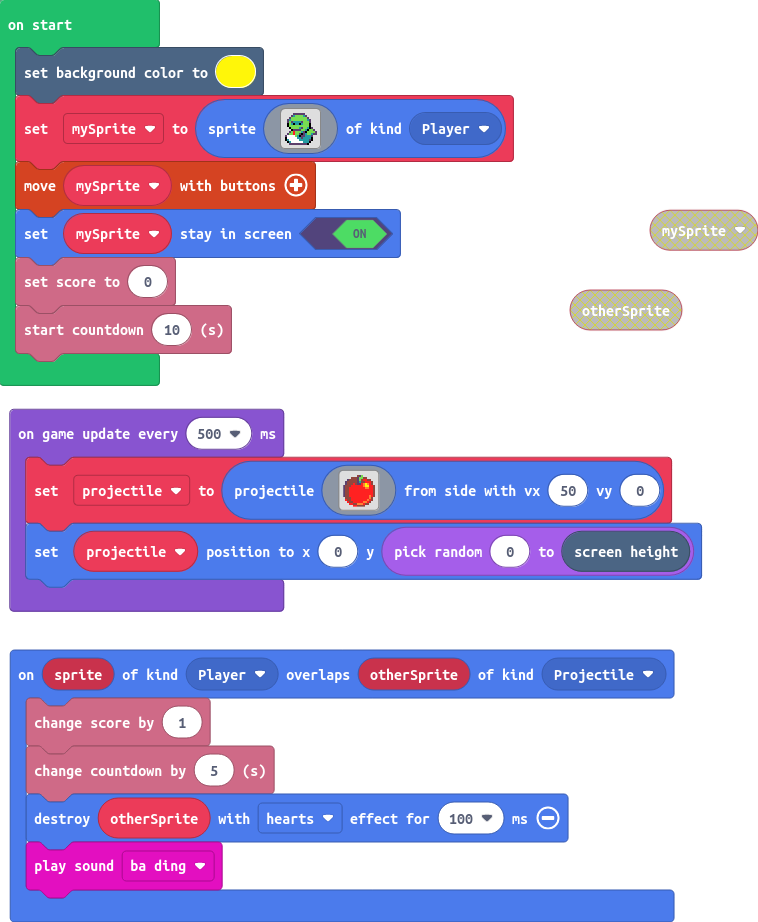 on start
set background color to
set mySprite to sprite of kind Player
move mySprite with buttons
set mySprite stay in screen ON
mySprite
set score to 0
otherSprite
start countdown 10 (s)
on game update every 500 ms
set projectile to projectile from side with vx 50 vy 0
set projectile position to x 0 y pick random 0 to screen height
on sprite of kind Player overlaps otherSprite of kind Projectile
change score by 1
change countdown by 5 (s)
destroy otherSprite with hearts effect for 100 ms
play sound ba ding